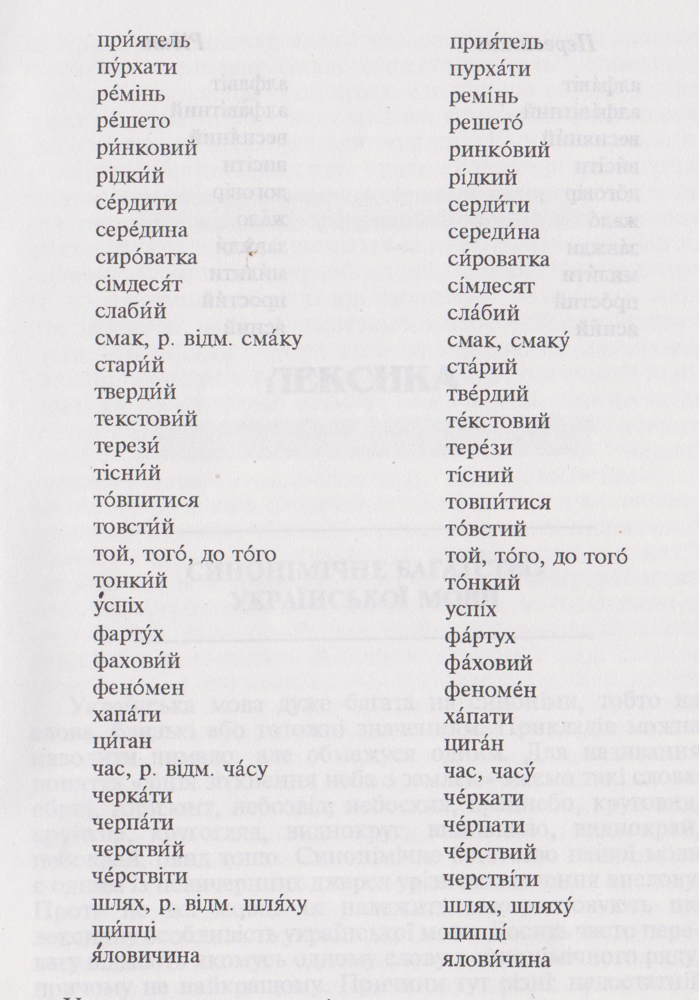 при́ятель прия́тель
пу́рхати пурха́ти
ре́мінь ремі́нь
ре́шето решето́
ри́нковий ринко́вий
рідки́й рі́дкий
се́рдити серди́ти
сере́дина середи́на
сиро́ватка си́роватка
сімдеся́т сі́мдесят
слаби́й сла́бий
смак, р. відм. сма́ку смак, смаку́
стари́й ста́рий
тверди́й тве́рдий
текстови́й те́кстовий
терези́ тере́зи
тісни́й ті́сний
то́впитися товпи́тися
товсти́й то́встий
той, того́, до то́го той, то́го, до того́
тонки́й то́нкий
у́спіх успі́х
фарту́х фа́ртух
фахови́й фа́ховий
фено́мен феноме́н
хапа́ти ха́пати
ци́ган цига́н
час, р. відм. ча́су час, часу́
черка́ти че́ркати
черпа́ти че́рпати
черстви́й че́рствий
че́рствіти черстві́ти
шлях, р. відм. шля́ху шлях, шляху́
щи́пці щипці́
я́ловичина ялови́чина